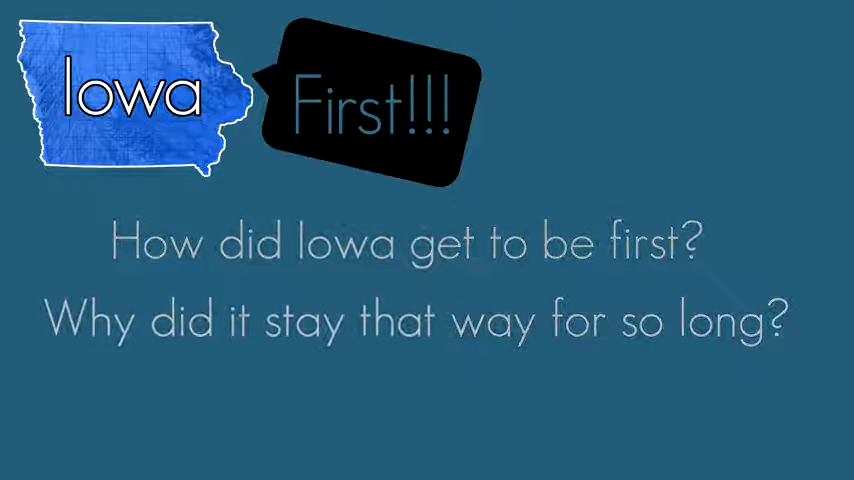 Iowa
First!!!
How did Iowa get to be first?
Why did it stay that way for so long?